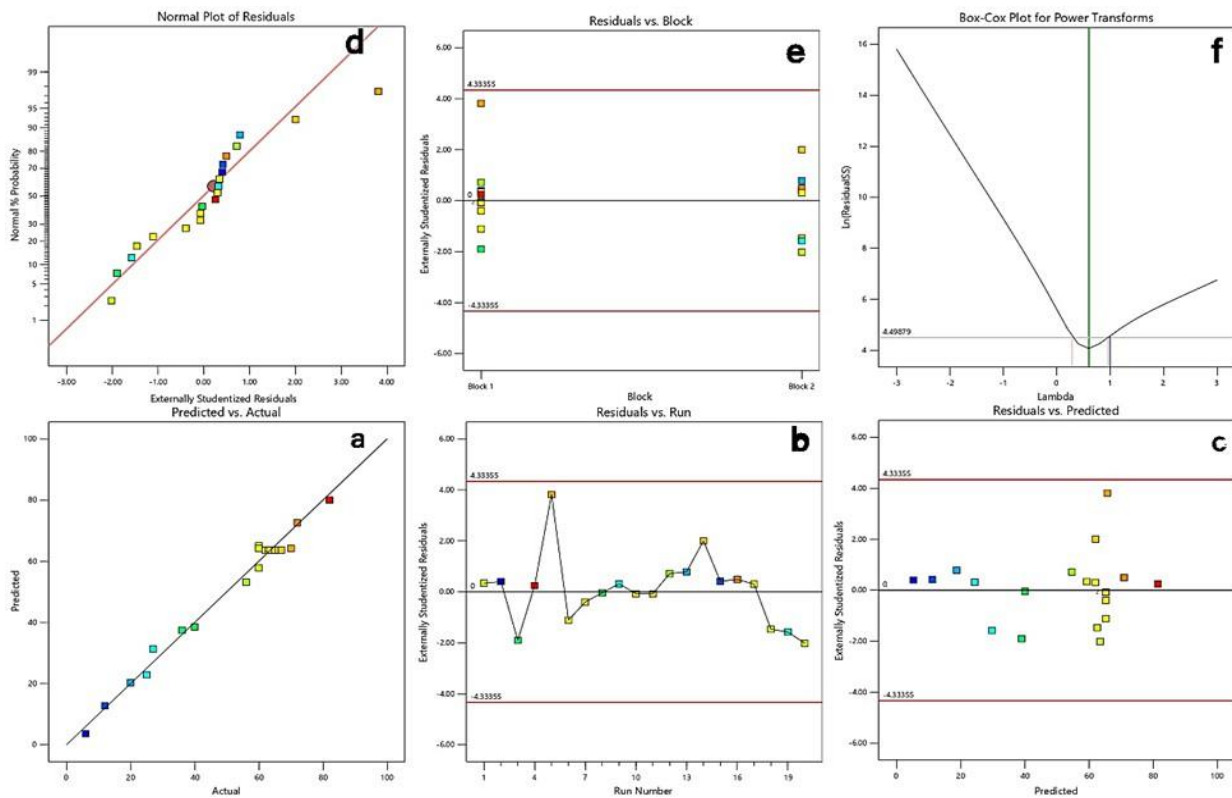 Normal Plot of Residuals
d
Normal % Probability
99
95
90
80
70
50
30
20
10
5
1
-3.00 -2.00 -1.00 0.00 1.00 2.00 3.00 4.00
Externally Studentized Residuals
Residuals vs. Block
e
Externally Studentized Residuals
6.00
4.33355
4.00
2.00
0
0.00
2
-2.00
-4.00
-4.33355
-6.00
Block 1 Block 2
Block
Box-Cox Plot for Power Transforms
f
Ln(ResidualSS)
16
14
12
10
8
6
4.49879
4
-3 -2 -1 0 1 2 3
Lambda
Predicted vs. Actual
a
Predicted
100
80
60
40
20
0
0 20 40 60 80 100
Actual
Residuals vs. Run
b
Externally Studentized Residuals
6.00
4.33355
4.00
2.00
0
0.00
-2.00
-4.00
-4.33355
-6.00
1 4 7 10 13 16 19
Run Number
Residuals vs. Predicted
c
Externally Studentized Residuals
6.00
4.33355
4.00
2.00
0
0.00
2
-2.00
-4.00
-4.33355
-6.00
0 20 40 60 80 100
Predicted